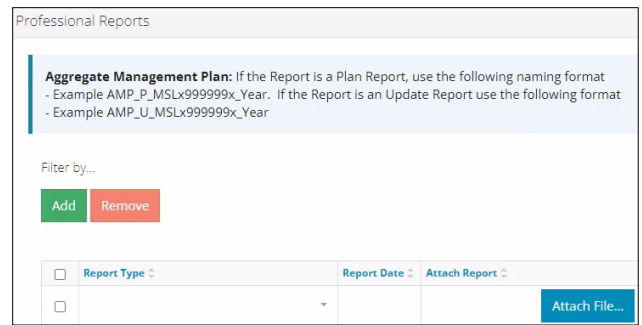 Professional Reports
Aggregate Management Plan: If the Report is a Plan Report, use the following naming format
- Example AMP_P_MSLx999999x_Year. If the Report is an Update Report use the following format
- Example AMP_U_MSLx999999x_Year
Filter by...
Add Remove
Report Type Report Date Attach Report
Attach File...